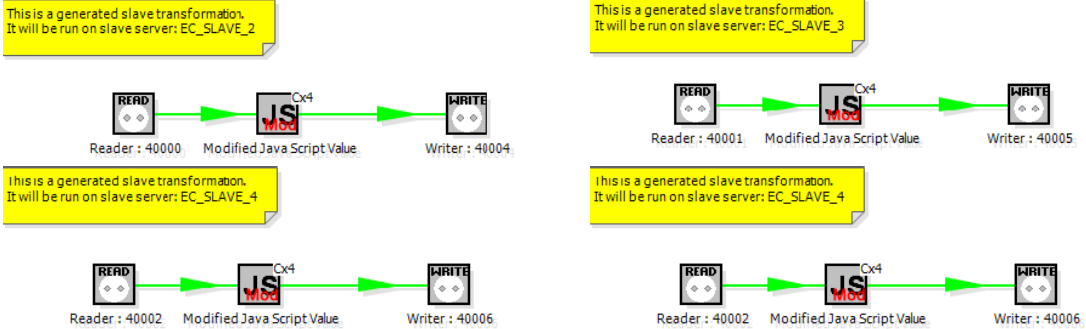 This is a generated slave transformation.
It will be run on slave server: EC_SLAVE_2
READ
Cx4
JS
Mod
WRITE
Reader : 40000
Modified Java Script Value
Writer : 40004
This is a generated slave transformation.
It will be run on slave server: EC_SLAVE_3
READ
Cx4
JS
Mod
WRITE
Reader : 40001
Modified Java Script Value
Writer : 40005
This is a generated slave transformation.
It will be run on slave server: EC_SLAVE_4
READ
Cx4
JS
Mod
WRITE
Reader : 40002
Modified Java Script Value
Writer : 40006
This is a generated slave transformation.
It will be run on slave server: EC_SLAVE_4
READ
Cx4
JS
Mod
WRITE
Reader : 40002
Modified Java Script Value
Writer : 40006